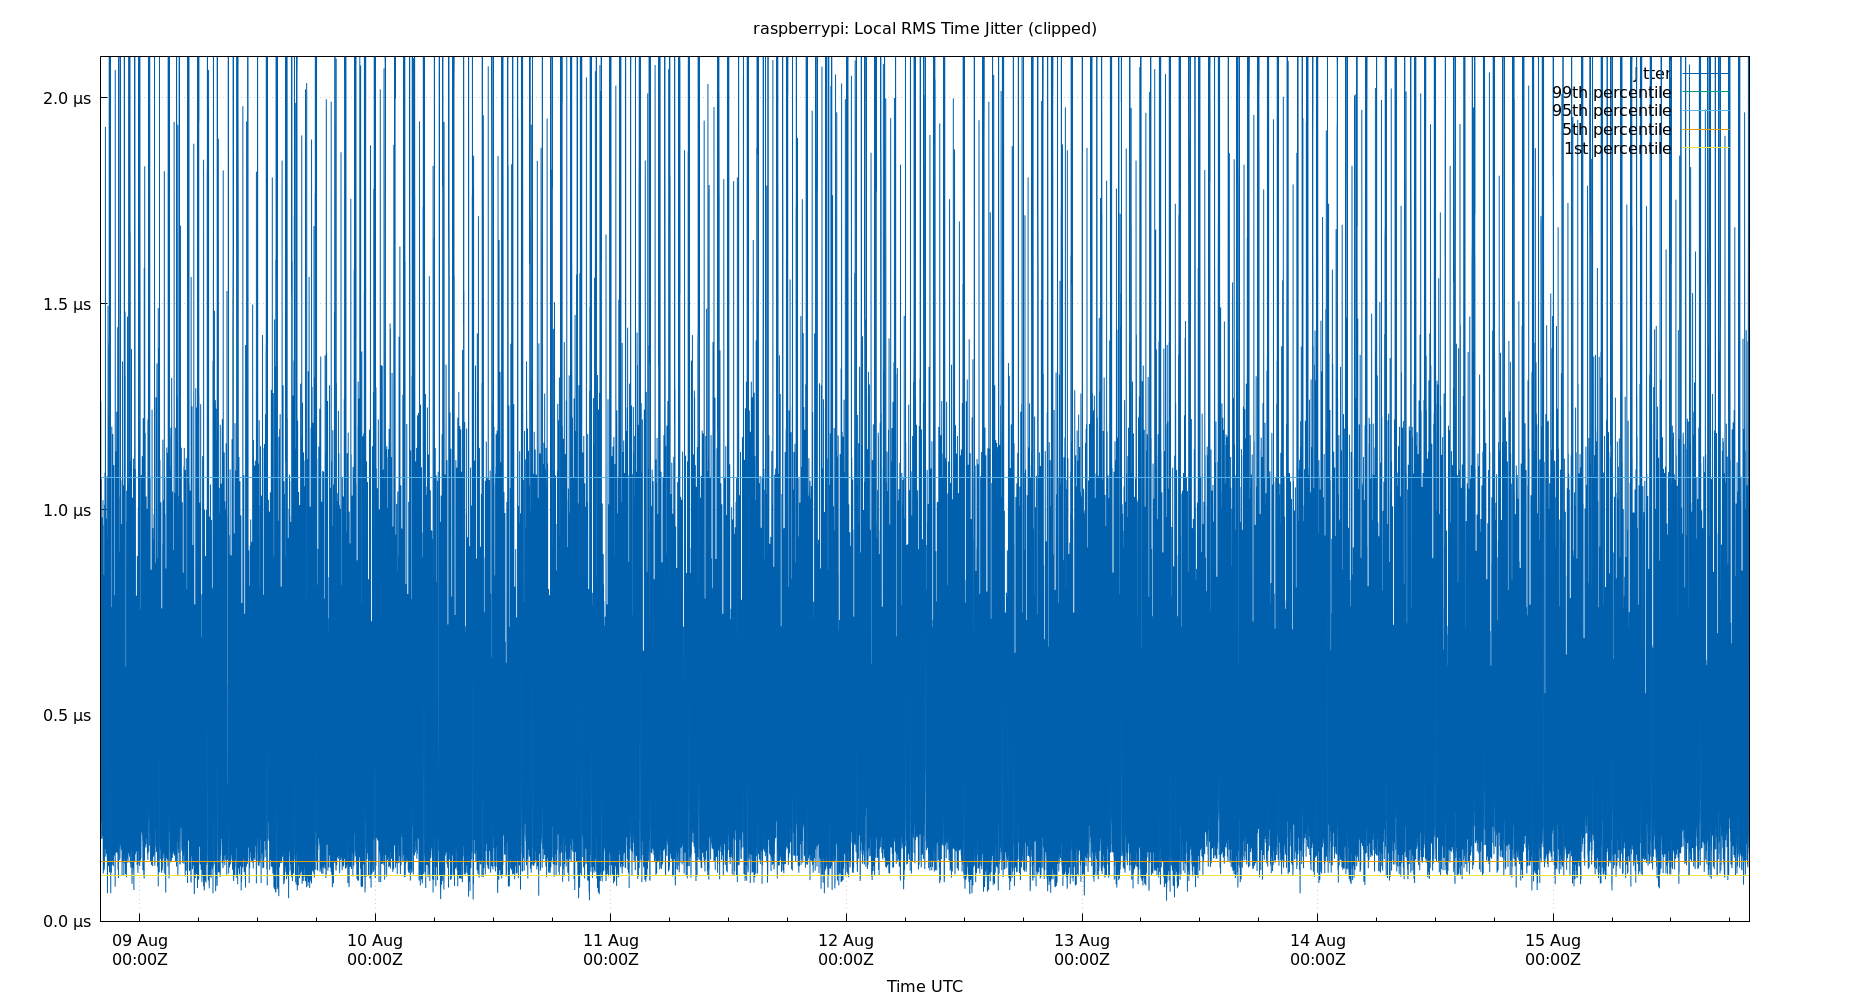 raspberrypi: Local RMS Time Jitter (clipped)
Jitter
99th percentile
95th percentile
5th percentile
1st percentile
2.0 µs
1.5 µs
1.0 µs
0.5 µs
0.0 µs
09 Aug 10 Aug 11 Aug 12 Aug 13 Aug 14 Aug 15 Aug
00:00Z 00:00Z 00:00Z 00:00Z 00:00Z 00:00Z 00:00Z
Time UTC